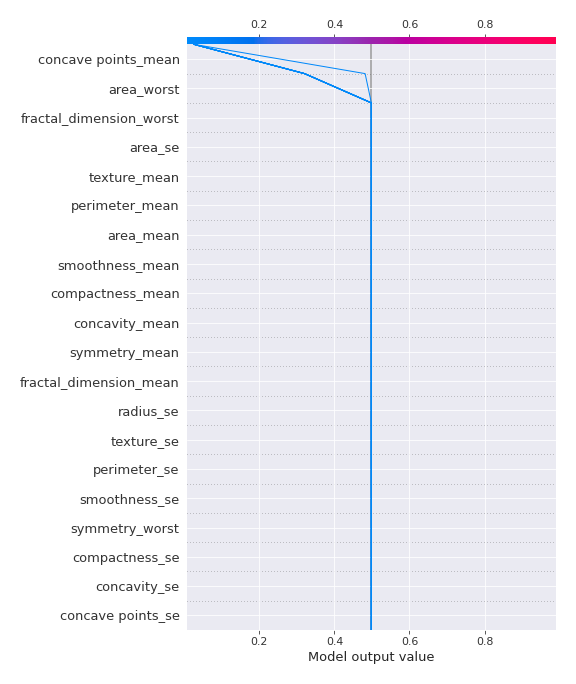 0.2 0.4 0.6 0.8
concave points_mean
area_worst
fractal_dimension_worst
area_se
texture_mean
perimeter_mean
area_mean
smoothness_mean
compactness_mean
concavity_mean
symmetry_mean
fractal_dimension_mean
radius_se
texture_se
perimeter_se
smoothness_se
symmetry_worst
compactness_se
concavity_se
concave points_se
0.2 0.4 0.6 0.8
Model output value